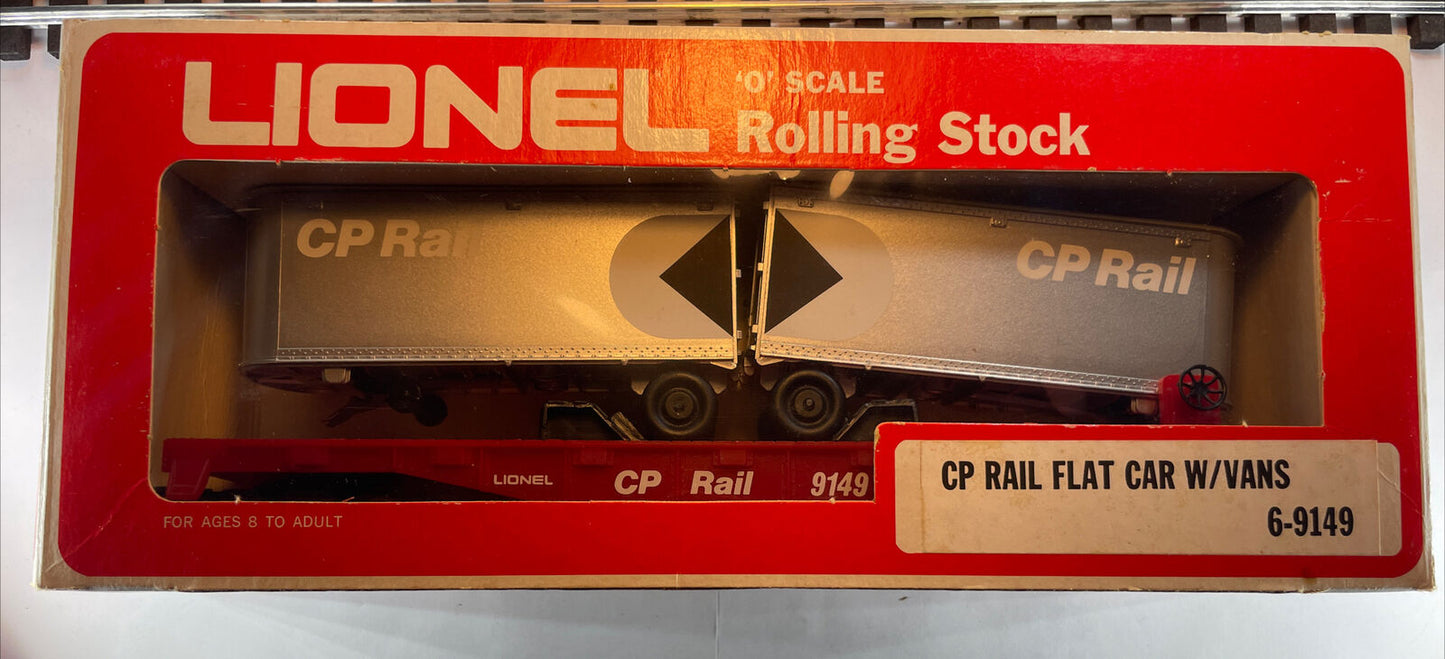 LIONEL
'O' SCALE
Rolling Stock
CP Rail
CP Rail
LIONEL CP Rail 9149
CP RAIL FLAT CAR W/VANS
6-9149
FOR AGES 8 TO ADULT